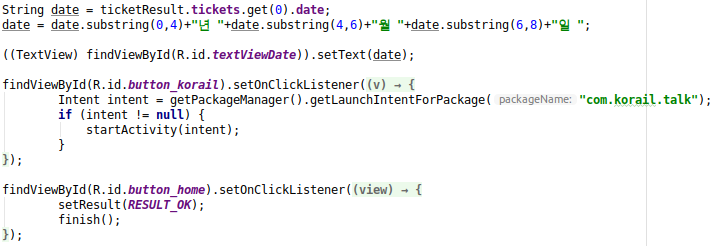 String date = ticketResult.tickets.get(0).date;
date = date.substring(0,4)+"년 "+date.substring(4,6)+"월 "+date.substring(6,8)+"일 ";
((TextView) findViewById(R.id.textViewDate)).setText(date);
findViewById(R.id.button_korail).setOnClickListener((v) → {
Intent intent = getPackageManager().getLaunchIntentForPackage( packageName: "com.korail.talk");
if (intent != null) {
startActivity(intent);
}
});
findViewById(R.id.button_home).setOnClickListener((view) → {
setResult(RESULT_OK);
finish();
});